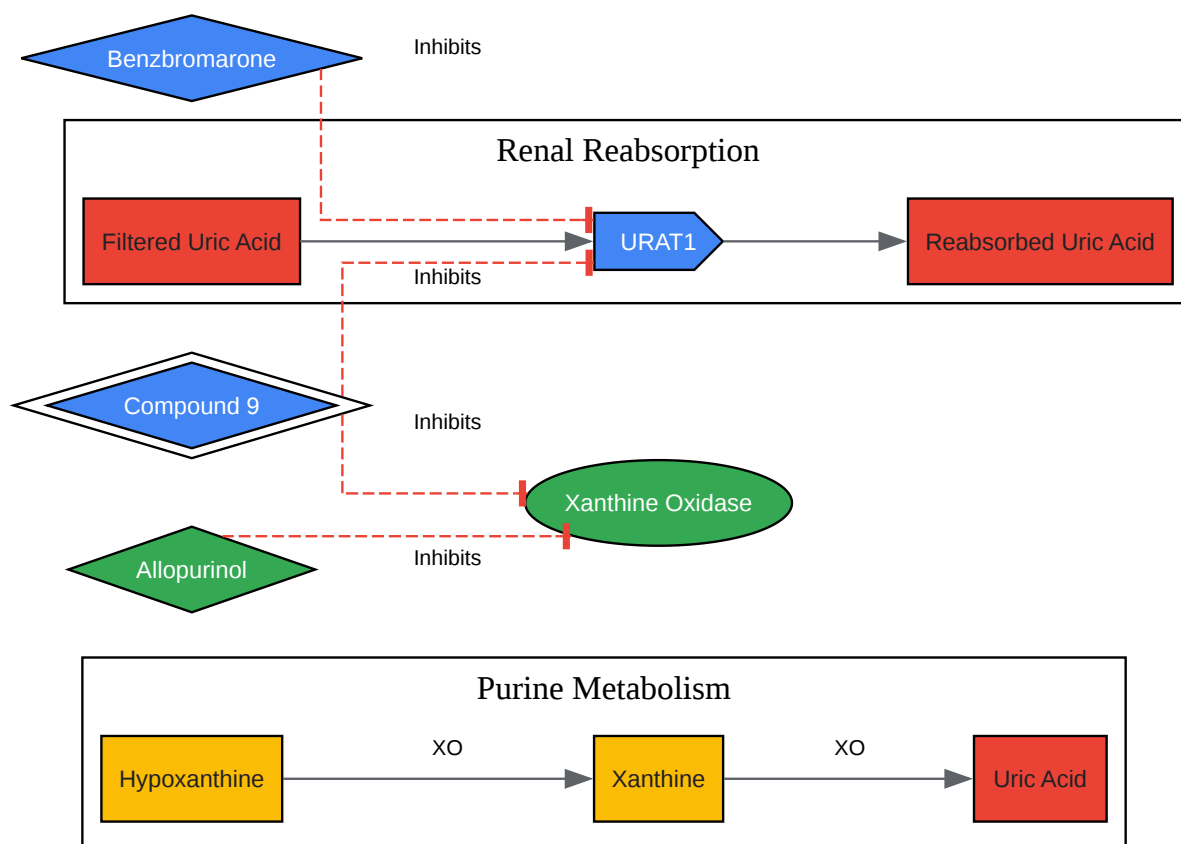 Benzbromarone
Inhibits
Renal Reabsorption
Filtered Uric Acid
URAT1
Reabsorbed Uric Acid
Inhibits
Compound 9
Inhibits
Xanthine Oxidase
Allopurinol
Inhibits
Purine Metabolism
XO
XO
Hypoxanthine
Xanthine
Uric Acid